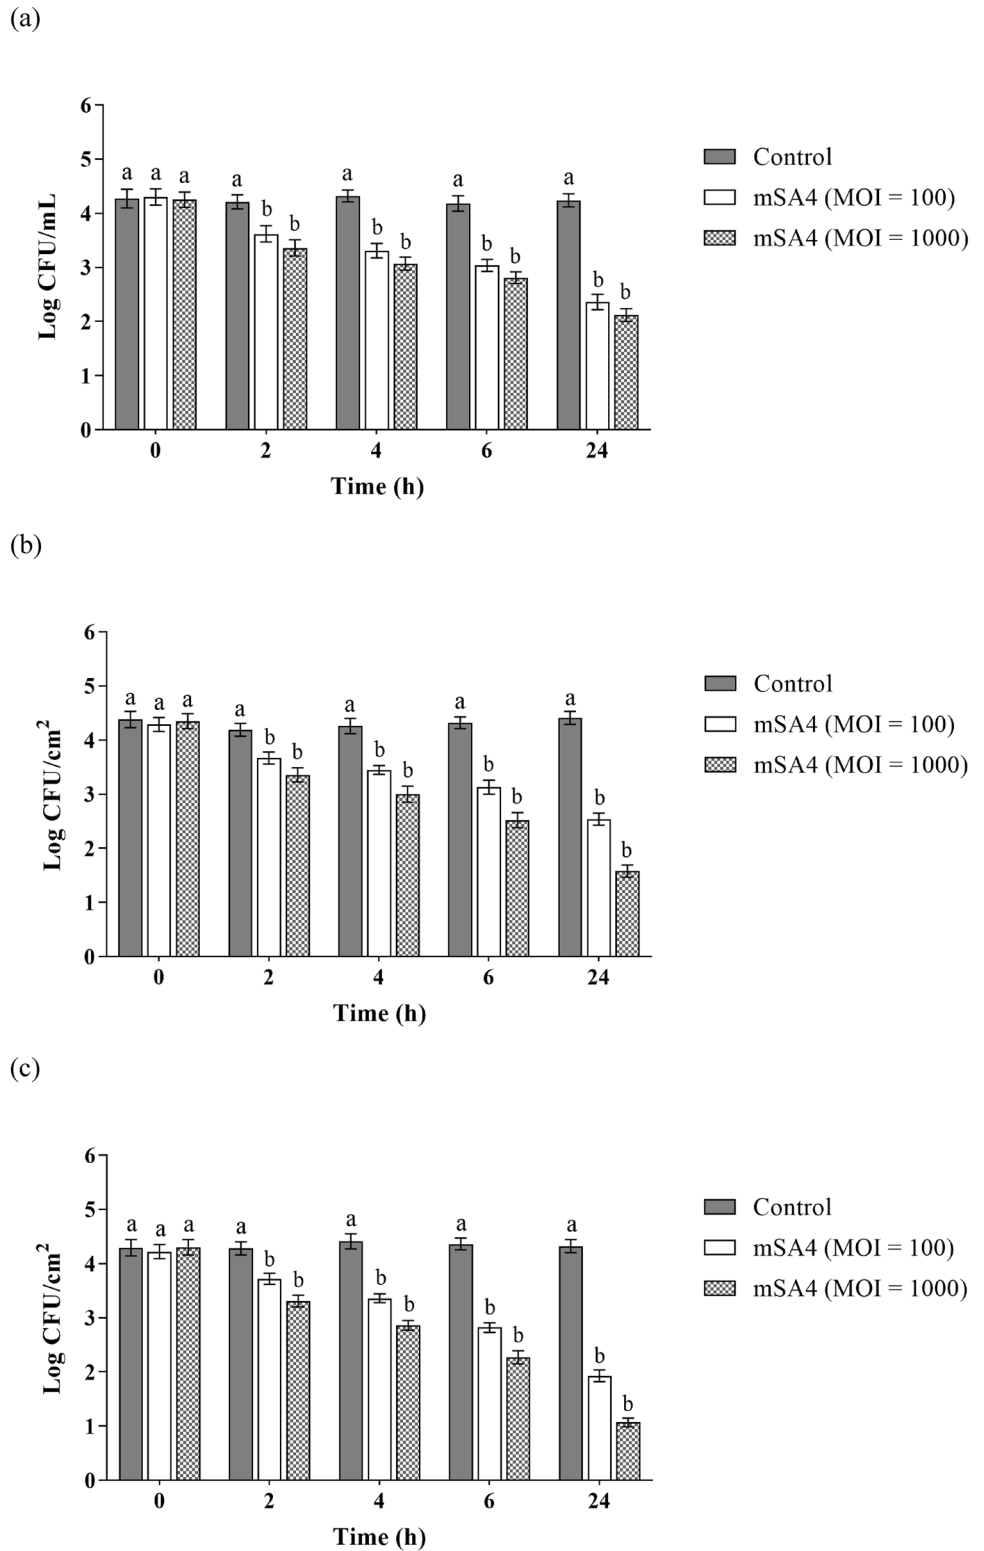 (a)
6
5
4
3
2
1
0
Log CFU/mL
a a a a b b a b b a b b a b b
0 2 4 6 24
Time (h)
Control
mSA4 (MOI = 100)
mSA4 (MOI = 1000)
(b)
6
5
4
3
2
1
0
Log CFU/cm²
a a a a b b a b b a b b a b b
0 2 4 6 24
Time (h)
Control
mSA4 (MOI = 100)
mSA4 (MOI = 1000)
(c)
6
5
4
3
2
1
0
Log CFU/cm²
a a a a b b a b b a b b a b b
0 2 4 6 24
Time (h)
Control
mSA4 (MOI = 100)
mSA4 (MOI = 1000)